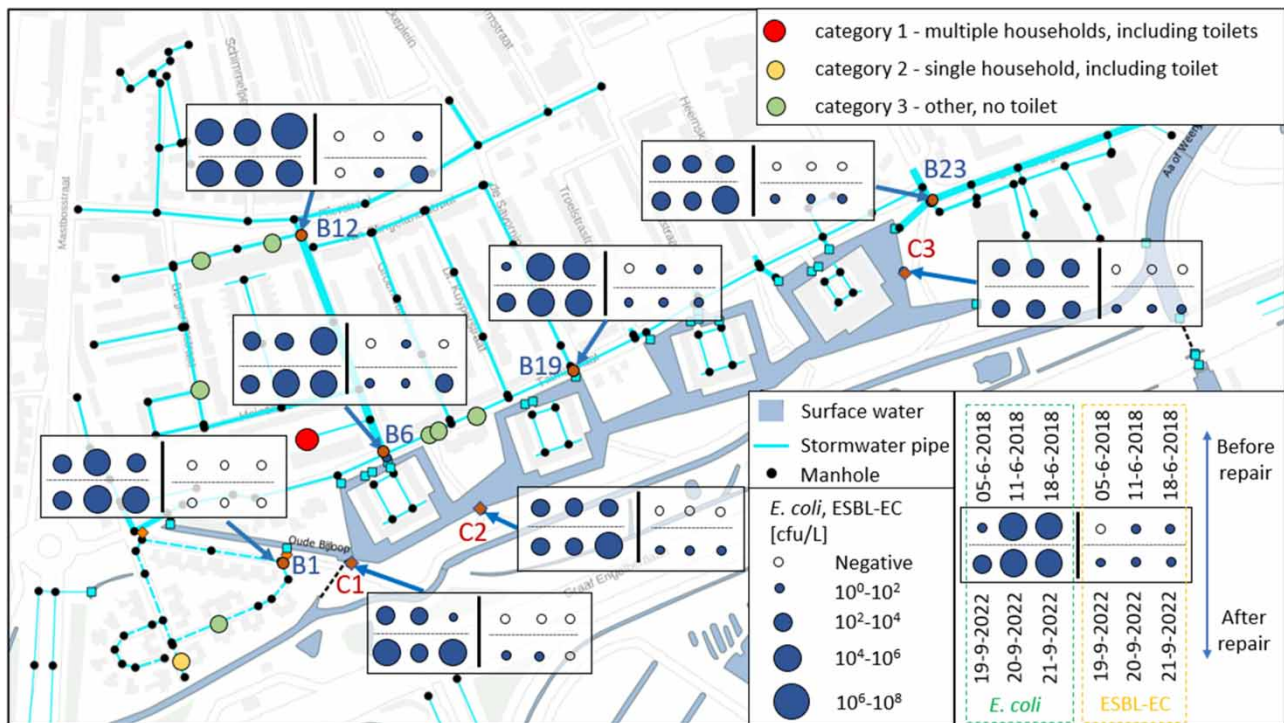 category 1 - multiple households, including toilets
category 2 - single household, including toilet
category 3 - other, no toilet
Mastbosstraat
Heemsk
Aa of Weerij
B12
B23
C3
B19
B6
B1
C2
C1
Oude Bijloop
Surface water
Stormwater pipe
Manhole
E. coli, ESBL-EC
[cfu/L]
Negative
10⁰-10²
10²-10⁴
10⁴-10⁶
10⁶-10⁸
05-6-2018
11-6-2018
18-6-2018
05-6-2018
11-6-2018
18-6-2018
Before
repair
19-9-2022
20-9-2022
21-9-2022
19-9-2022
20-9-2022
21-9-2022
After
repair
E. coli
ESBL-EC